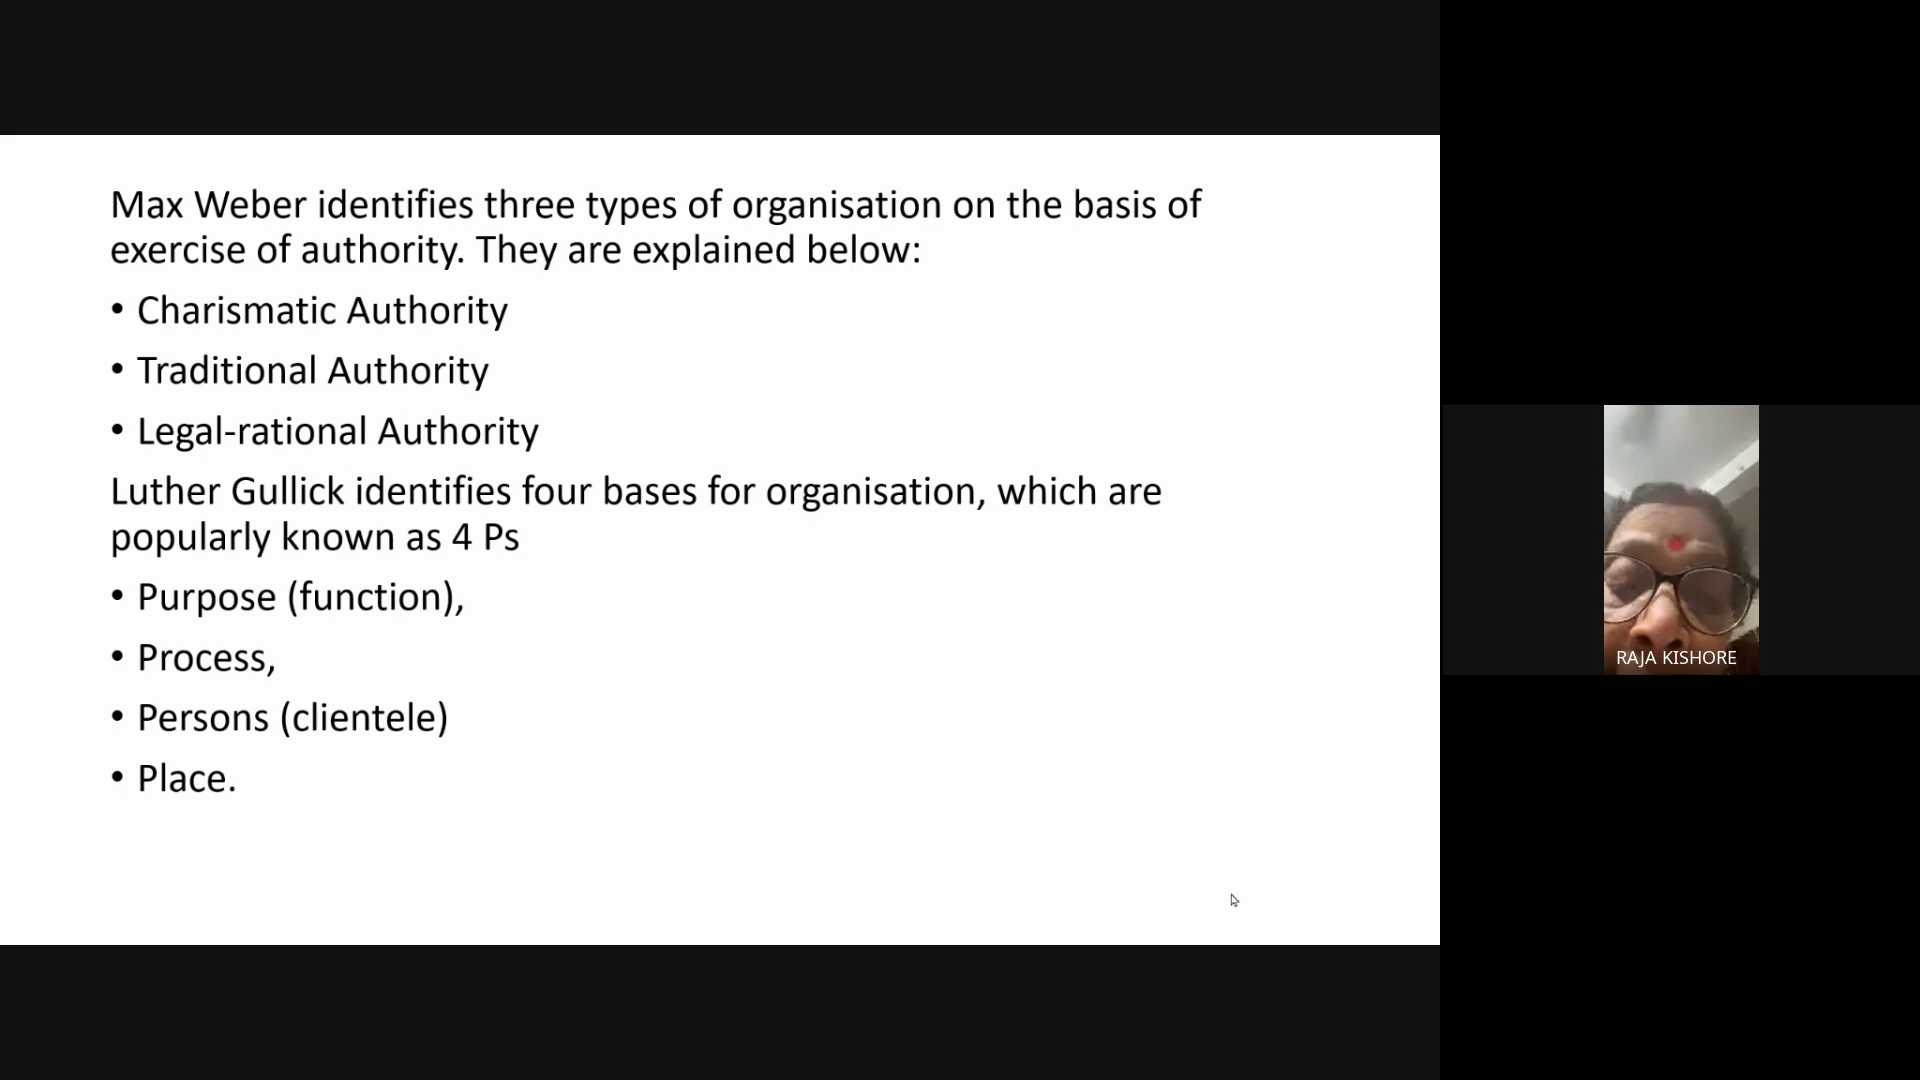 Max Weber identifies three types of organisation on the basis of
exercise of authority. They are explained below:
• Charismatic Authority
• Traditional Authority
• Legal-rational Authority
Luther Gullick identifies four bases for organisation, which are
popularly known as 4 Ps
• Purpose (function),
• Process,
• Persons (clientele)
• Place.
RAJA KISHORE